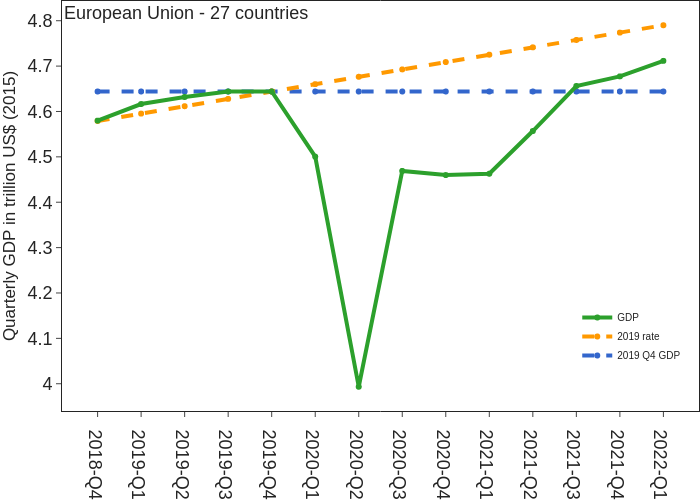 European Union - 27 countries
Quarterly GDP in trillion US$ (2015)
4.8
4.7
4.6
4.5
4.4
4.3
4.2
4.1
4
GDP
2019 rate
2019 Q4 GDP
2018-Q4
2019-Q1
2019-Q2
2019-Q3
2019-Q4
2020-Q1
2020-Q2
2020-Q3
2020-Q4
2021-Q1
2021-Q2
2021-Q3
2021-Q4
2022-Q1